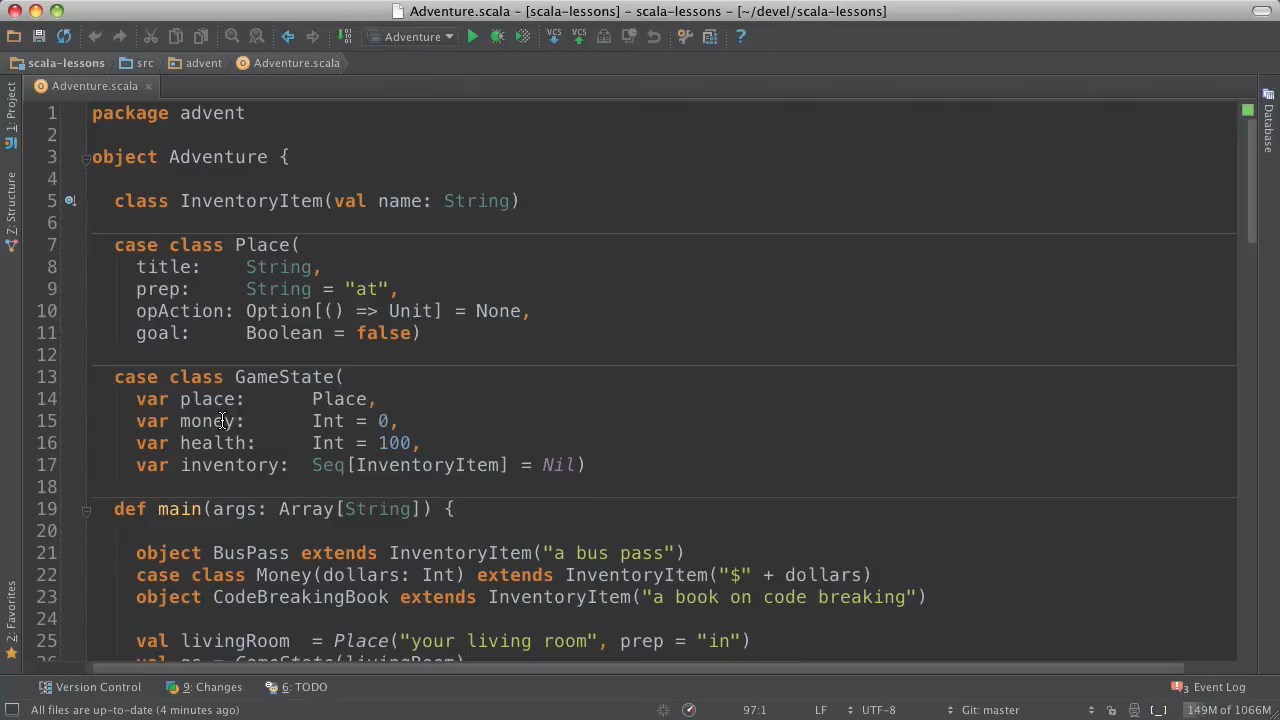 Adventure.scala - [scala-lessons] - scala-lessons - [~/devel/scala-lessons]
Adventure
VCS VCS
scala-lessons src advent Adventure.scala
Adventure.scala
1: Project
Z: Structure
2: Favorites
Database
1 package advent
2
3 object Adventure {
4
5 class InventoryItem(val name: String)
6
7 case class Place(
8 title: String,
9 prep: String = "at",
10 opAction: Option[() => Unit] = None,
11 goal: Boolean = false)
12
13 case class GameState(
14 var place: Place,
15 var money: Int = 0,
16 var health: Int = 100,
17 var inventory: Seq[InventoryItem] = Nil)
18
19 def main(args: Array[String]) {
20
21 object BusPass extends InventoryItem("a bus pass")
22 case class Money(dollars: Int) extends InventoryItem("$" + dollars)
23 object CodeBreakingBook extends InventoryItem("a book on code breaking")
24
25 val livingRoom = Place("your living room", prep = "in")
26 val gs = GameState(livingRoom)
Version Control 9: Changes 6: TODO 3 Event Log
All files are up-to-date (4 minutes ago) 97:1 LF UTF-8 Git: master 149M of 1066M